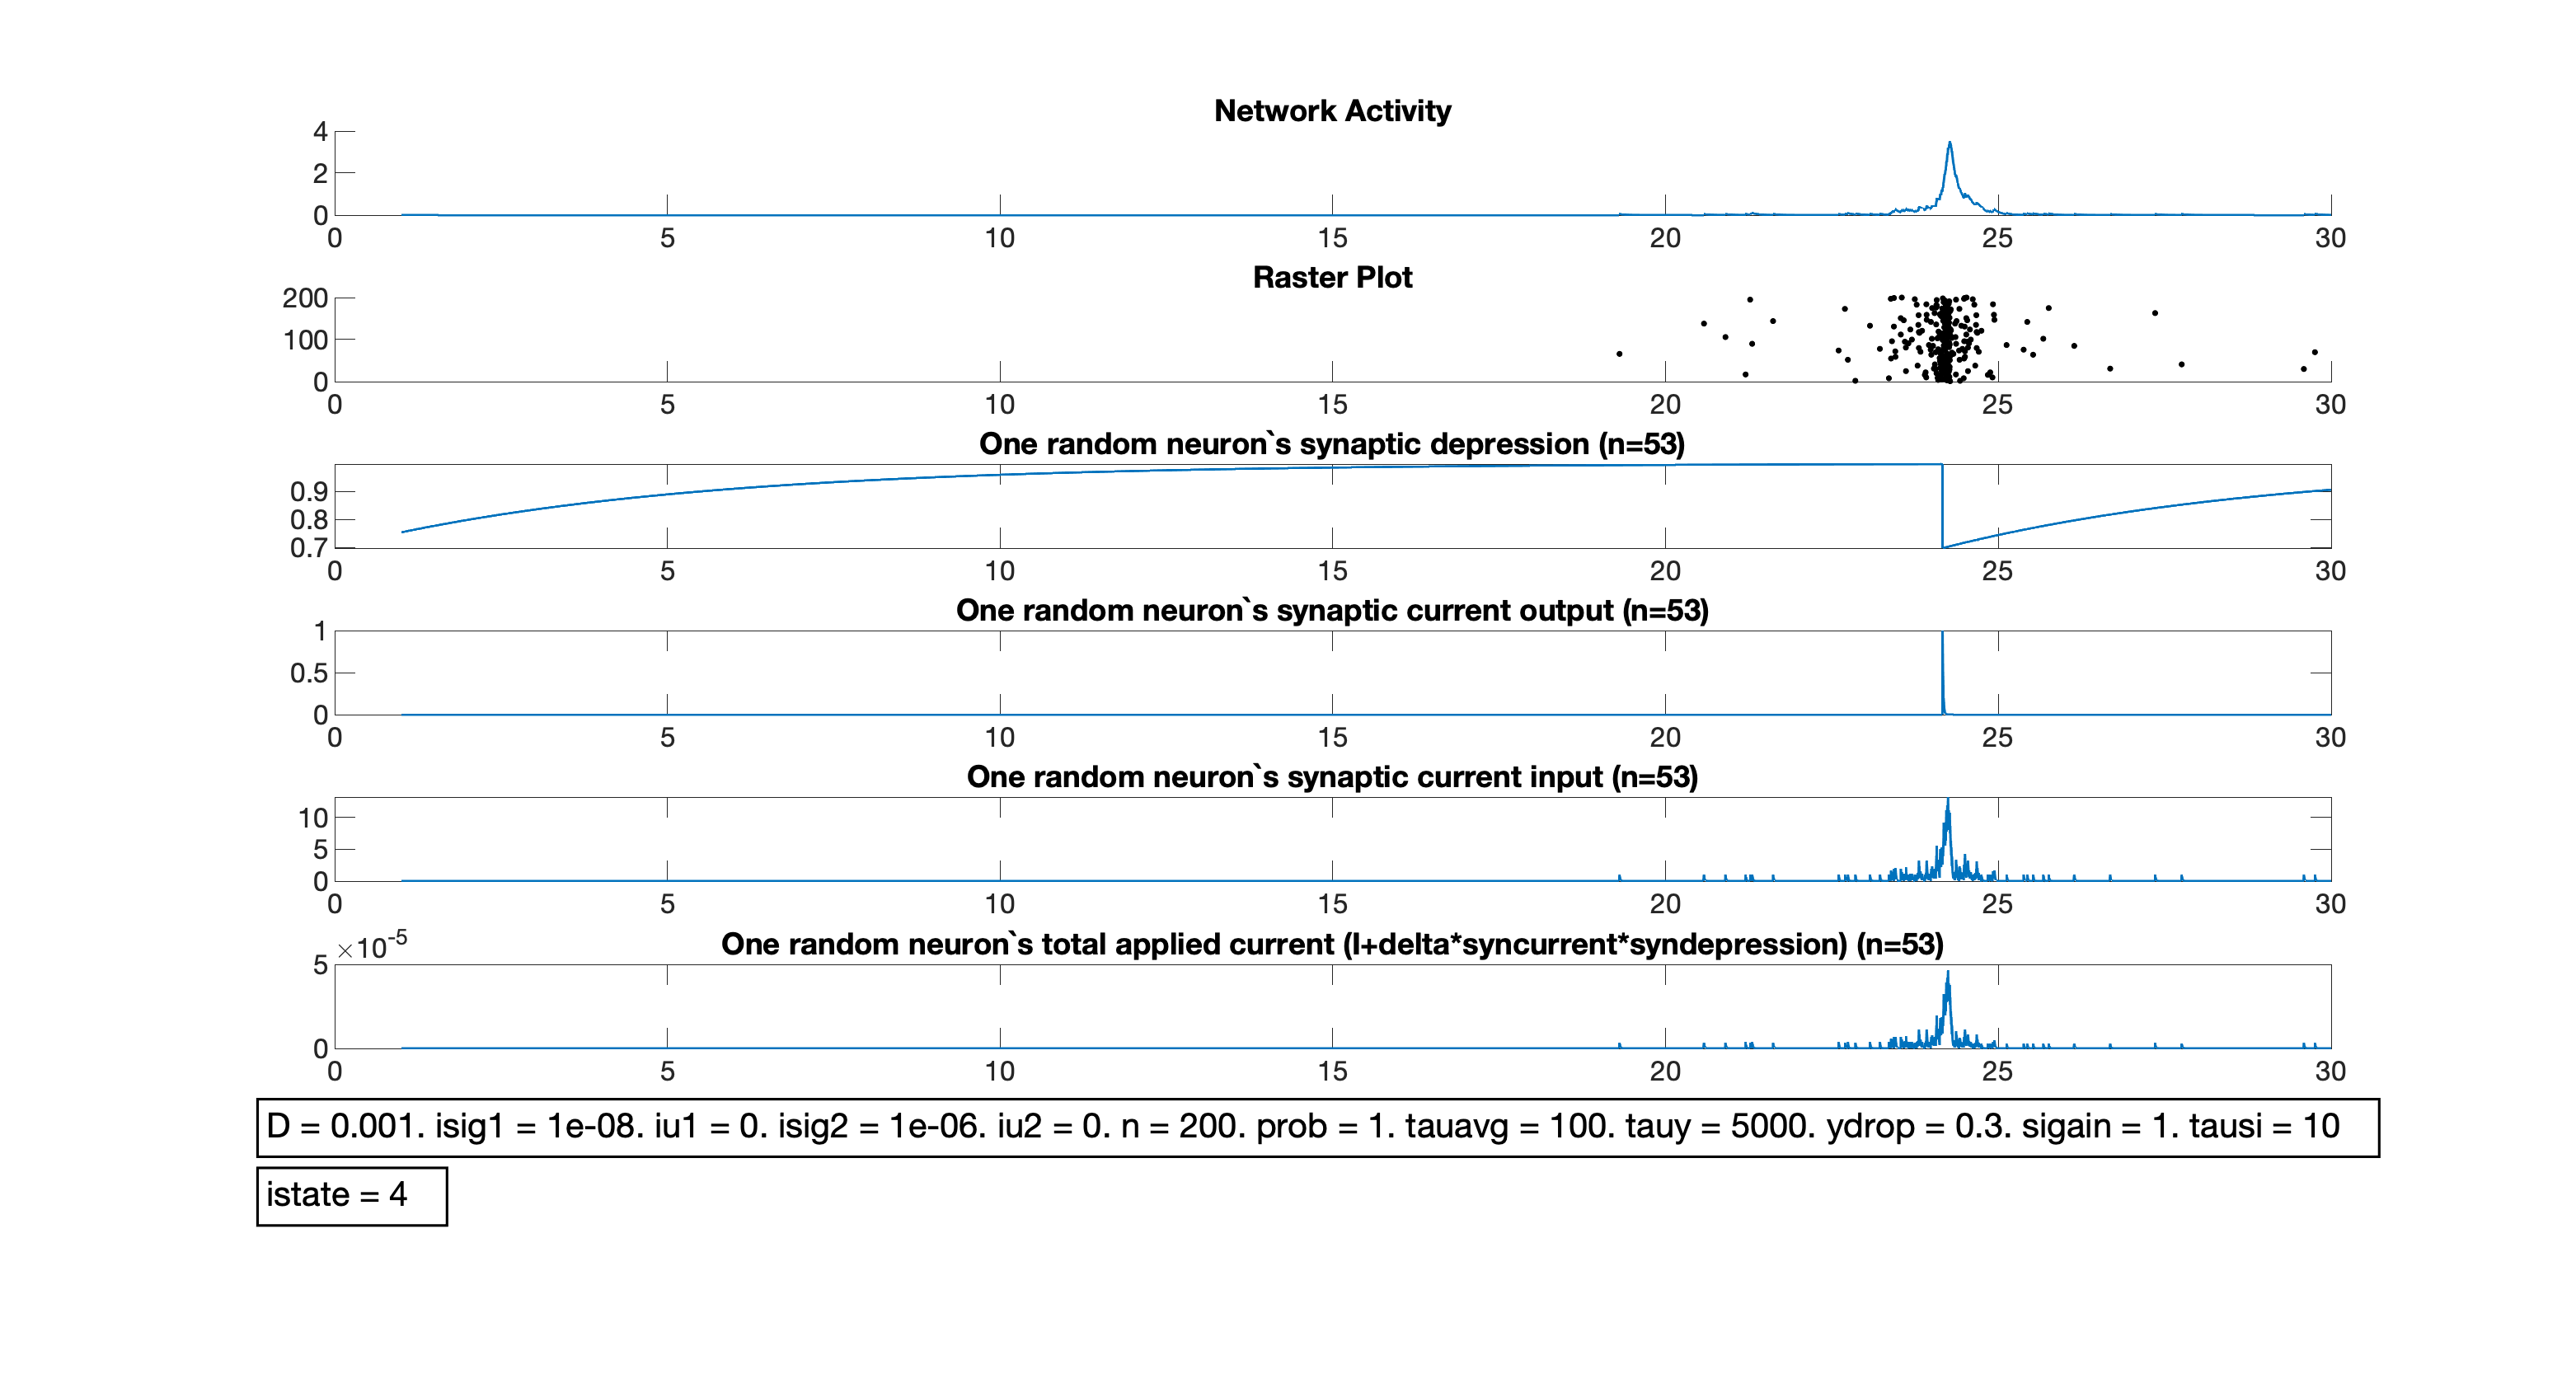 Network Activity
4
2
0
0 5 10 15 20 25 30
Raster Plot
200
100
0
0 5 10 15 20 25 30
One random neuron`s synaptic depression (n=53)
0.9
0.8
0.7
0 5 10 15 20 25 30
One random neuron`s synaptic current output (n=53)
1
0.5
0
0 5 10 15 20 25 30
One random neuron`s synaptic current input (n=53)
10
5
0
0 5 10 15 20 25 30
×10^-5
One random neuron`s total applied current (I+delta*syncurrent*syndepression) (n=53)
5
0
0 5 10 15 20 25 30
D = 0.001. isig1 = 1e-08. iu1 = 0. isig2 = 1e-06. iu2 = 0. n = 200. prob = 1. tauavg = 100. tauy = 5000. ydrop = 0.3. sigain = 1. tausi = 10
istate = 4